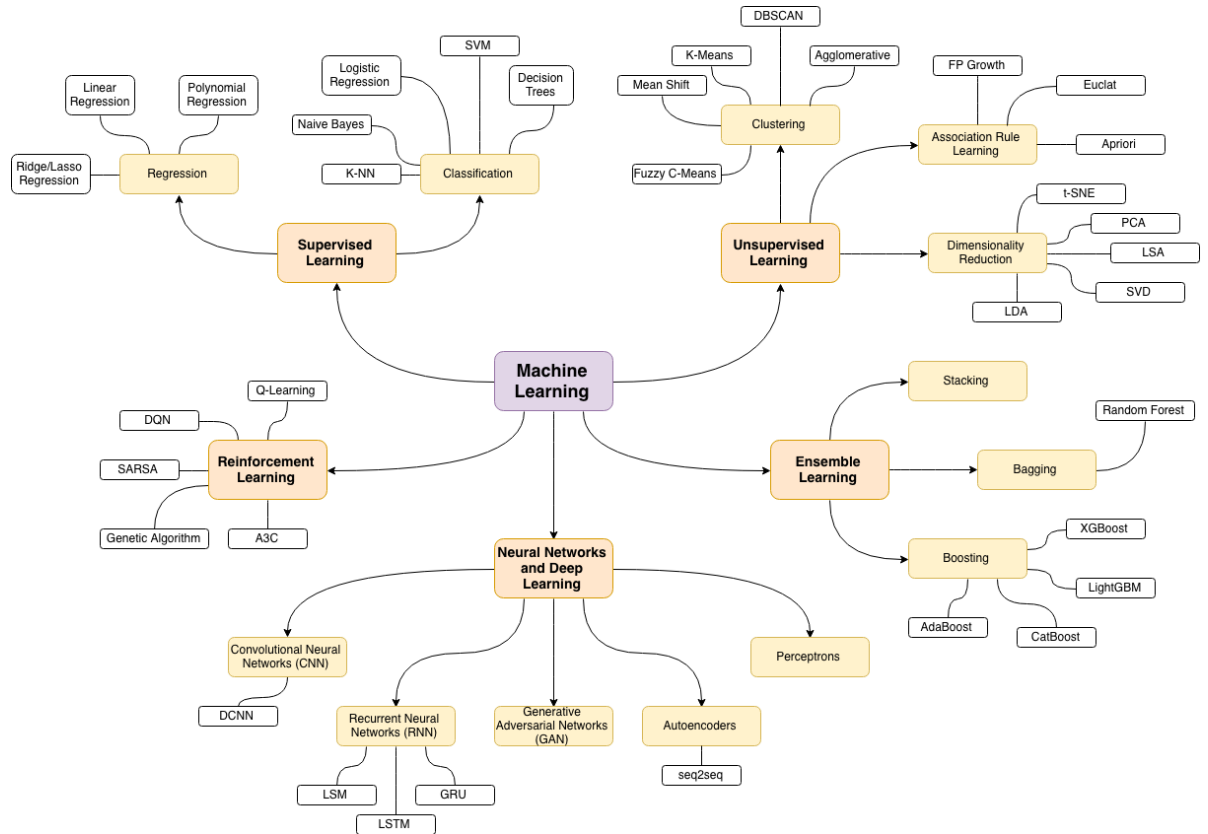 DBSCAN
SVM
K-Means
Agglomerative
Logistic
Regression
FP Growth
Linear
Regression
Polynomial
Regression
Decision
Trees
Mean Shift
Euclat
Clustering
Naive Bayes
Association Rule
Learning
Apriori
Ridge/Lasso
Regression
Regression
K-NN
Classification
Fuzzy C-Means
t-SNE
PCA
Supervised
Learning
Unsupervised
Learning
Dimensionality
Reduction
LSA
SVD
LDA
Machine
Learning
Stacking
Q-Learning
Random Forest
DQN
Reinforcement
Learning
SARSA
Ensemble
Learning
Bagging
Genetic Algorithm
A3C
XGBoost
Neural Networks
and Deep
Learning
Boosting
LightGBM
AdaBoost
CatBoost
Convolutional Neural
Networks (CNN)
Perceptrons
DCNN
Recurrent Neural
Networks (RNN)
Generative
Adversarial Networks
(GAN)
Autoencoders
seq2seq
LSM
GRU
LSTM